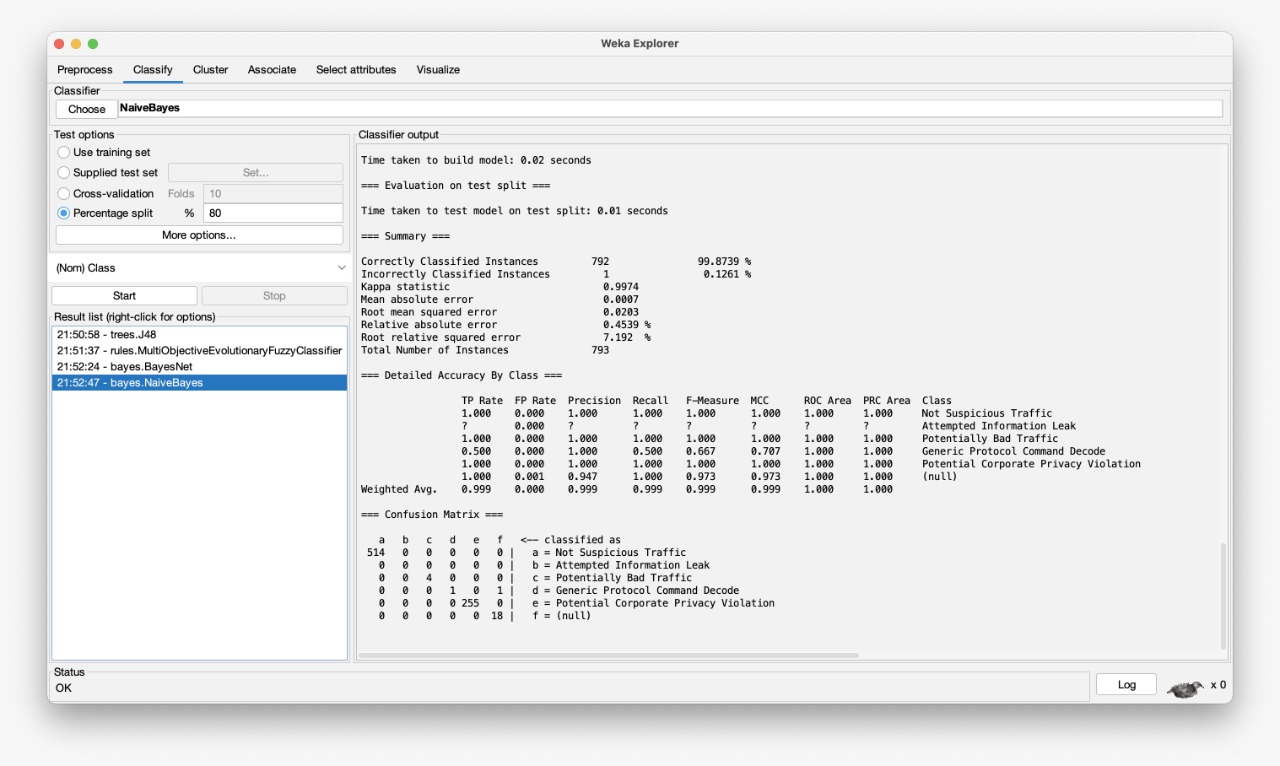 Weka Explorer
Preprocess Classify Cluster Associate Select attributes Visualize
Classifier
Choose NaiveBayes
Test options
Use training set
Supplied test set Set...
Cross-validation Folds 10
Percentage split % 80
More options...
(Nom) Class
Start Stop
Result list (right-click for options)
21:50:58 - trees.J48
21:51:37 - rules.MultiObjectiveEvolutionaryFuzzyClassifier
21:52:24 - bayes.BayesNet
21:52:47 - bayes.NaiveBayes
Classifier output
Time taken to build model: 0.02 seconds
=== Evaluation on test split ===
Time taken to test model on test split: 0.01 seconds
=== Summary ===
Correctly Classified Instances 792 99.8739 %
Incorrectly Classified Instances 1 0.1261 %
Kappa statistic 0.9974
Mean absolute error 0.0007
Root mean squared error 0.0203
Relative absolute error 0.4539 %
Root relative squared error 7.192 %
Total Number of Instances 793
=== Detailed Accuracy By Class ===
TP Rate FP Rate Precision Recall F-Measure MCC ROC Area PRC Area Class
1.000 0.000 1.000 1.000 1.000 1.000 1.000 1.000 Not Suspicious Traffic
? 0.000 ? ? ? ? ? ? Attempted Information Leak
1.000 0.000 1.000 1.000 1.000 1.000 1.000 1.000 Potentially Bad Traffic
0.500 0.000 1.000 0.500 0.667 0.707 1.000 1.000 Generic Protocol Command Decode
1.000 0.000 1.000 1.000 1.000 1.000 1.000 1.000 Potential Corporate Privacy Violation
1.000 0.001 0.947 1.000 0.973 0.973 1.000 1.000 (null)
Weighted Avg. 0.999 0.000 0.999 0.999 0.999 0.999 1.000 1.000
=== Confusion Matrix ===
a b c d e f <-- classified as
514 0 0 0 0 0 | a = Not Suspicious Traffic
0 0 0 0 0 0 | b = Attempted Information Leak
0 0 4 0 0 0 | c = Potentially Bad Traffic
0 0 0 1 0 1 | d = Generic Protocol Command Decode
0 0 0 0 255 0 | e = Potential Corporate Privacy Violation
0 0 0 0 0 18 | f = (null)
Status
OK
Log x 0